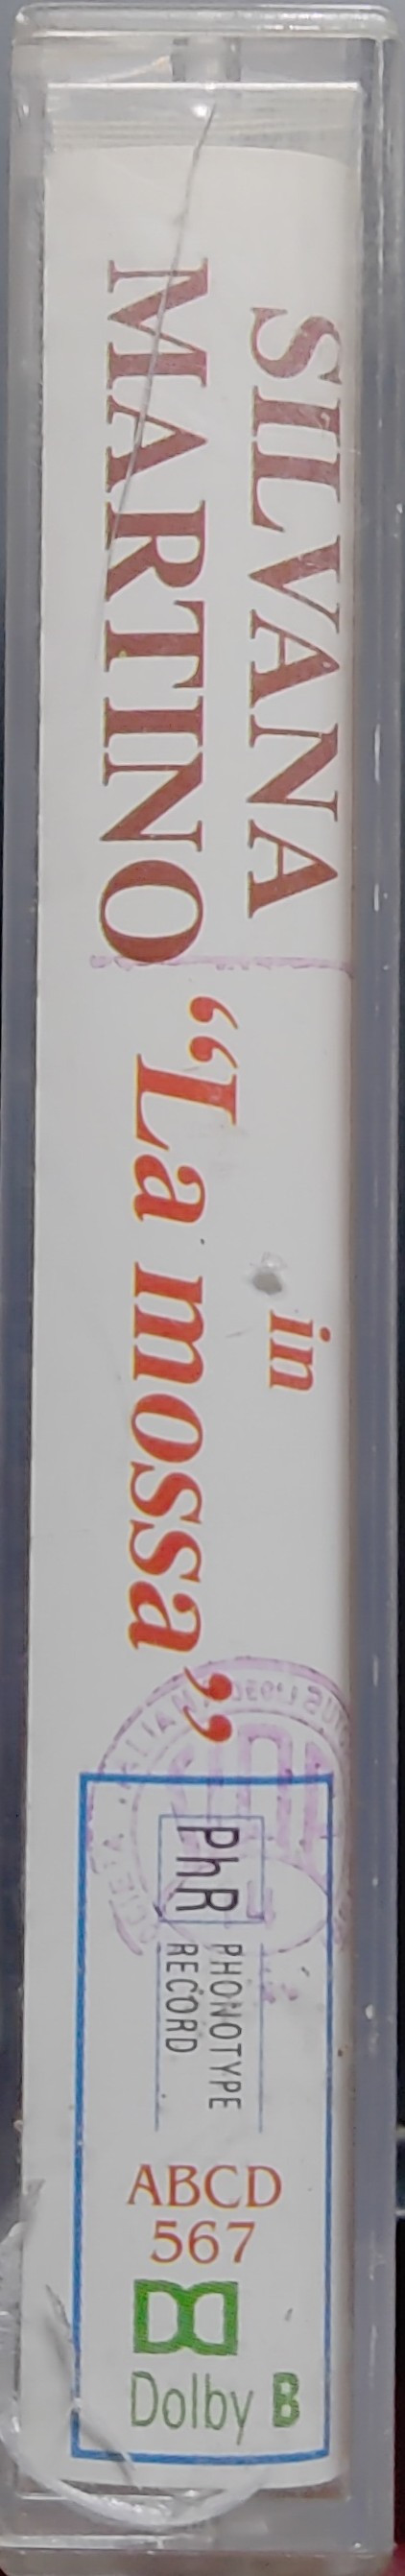 SILVANA
MARTINO
in
“La mossa”
PhR
PHONOTYPE
RECORD
ABCD
567
Dolby B